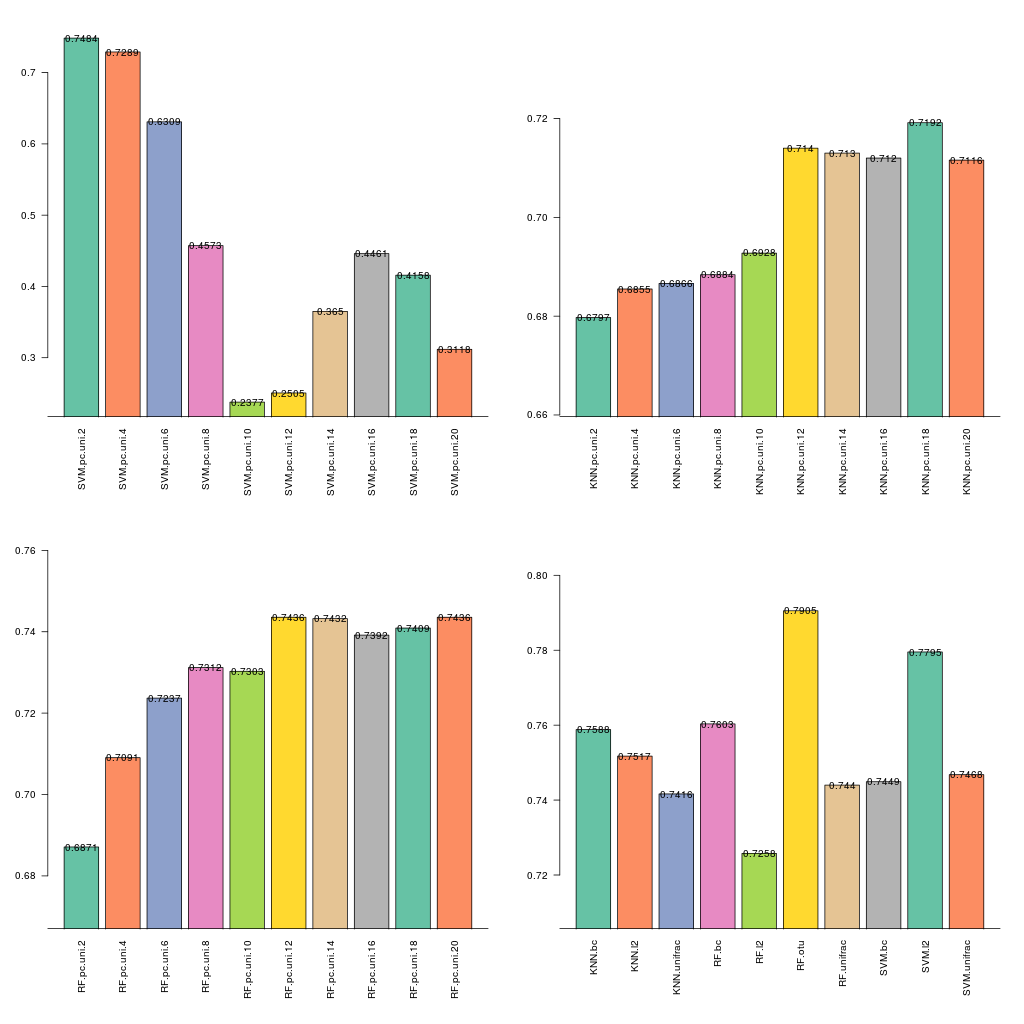 0.7
0.6
0.5
0.4
0.3
0.7484
0.7289
0.6309
0.4573
0.2377
0.2505
0.365
0.4461
0.4158
0.3118
SVM.pc.uni.2
SVM.pc.uni.4
SVM.pc.uni.6
SVM.pc.uni.8
SVM.pc.uni.10
SVM.pc.uni.12
SVM.pc.uni.14
SVM.pc.uni.16
SVM.pc.uni.18
SVM.pc.uni.20
0.72
0.70
0.68
0.66
0.6797
0.6855
0.6866
0.6884
0.6928
0.714
0.713
0.712
0.7192
0.7116
KNN.pc.uni.2
KNN.pc.uni.4
KNN.pc.uni.6
KNN.pc.uni.8
KNN.pc.uni.10
KNN.pc.uni.12
KNN.pc.uni.14
KNN.pc.uni.16
KNN.pc.uni.18
KNN.pc.uni.20
0.76
0.74
0.72
0.70
0.68
0.6871
0.7091
0.7237
0.7312
0.7303
0.7436
0.7432
0.7392
0.7409
0.7436
RF.pc.uni.2
RF.pc.uni.4
RF.pc.uni.6
RF.pc.uni.8
RF.pc.uni.10
RF.pc.uni.12
RF.pc.uni.14
RF.pc.uni.16
RF.pc.uni.18
RF.pc.uni.20
0.80
0.78
0.76
0.74
0.72
0.7588
0.7517
0.7416
0.7603
0.7258
0.7905
0.744
0.7449
0.7795
0.7468
KNN.bc
KNN.l2
KNN.unifrac
RF.bc
RF.l2
RF.otu
RF.unifrac
SVM.bc
SVM.l2
SVM.unifrac